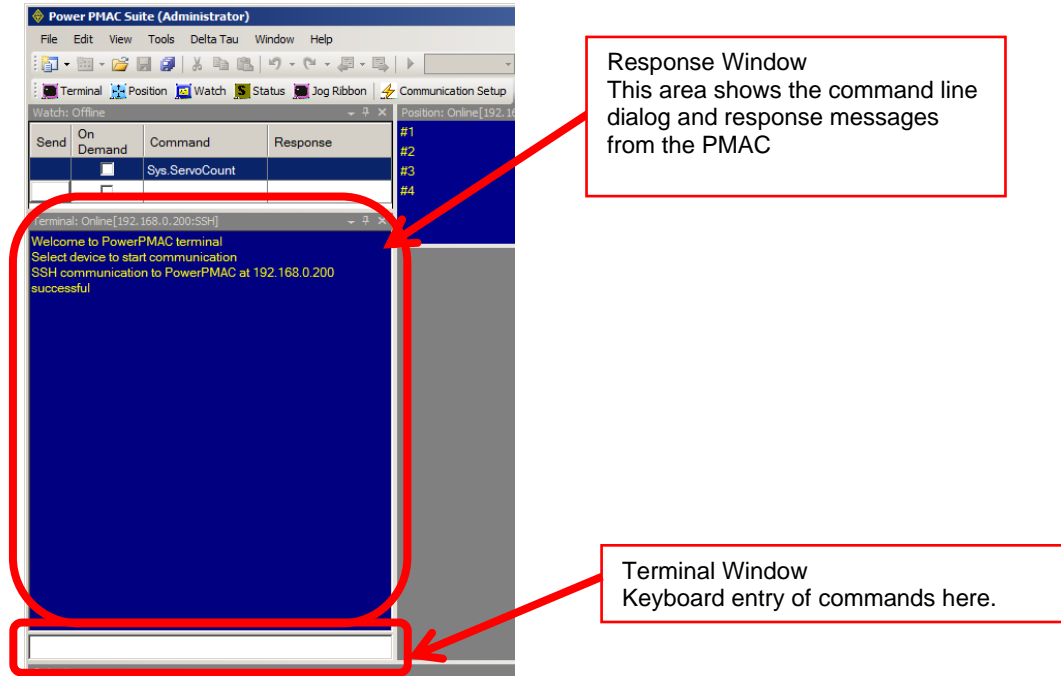 Power PMAC Suite (Administrator)
File Edit View Tools Delta Tau Window Help
Terminal Position Watch Status Jog Ribbon Communication Setup
Watch: Offline
Send On Demand Command Response
Sys.ServoCount
Position: Online[192.16
#1
#2
#3
#4
Terminal: Online[192.168.0.200:SSH]
Welcome to PowerPMAC terminal
Select device to start communication
SSH communication to PowerPMAC at 192.168.0.200
successful
Response Window
This area shows the command line
dialog and response messages
from the PMAC
Terminal Window
Keyboard entry of commands here.